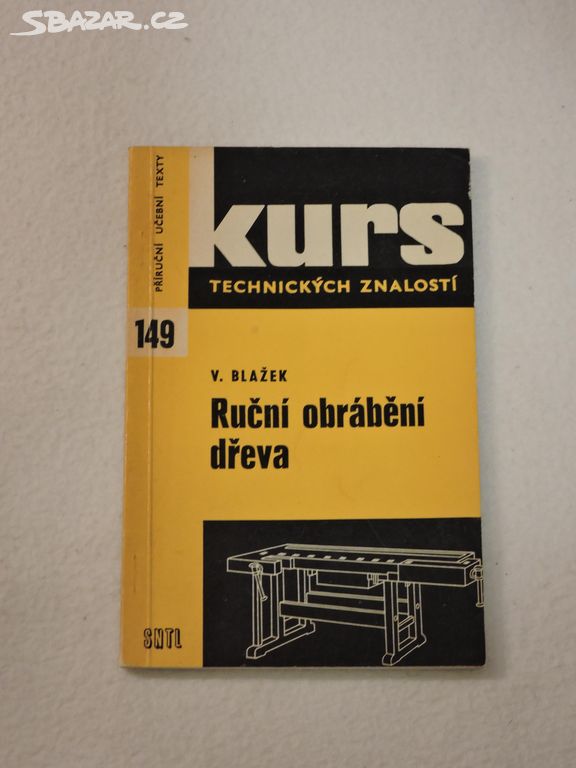 SBAZAR.CZ
PŘÍRUČNÍ UČEBNÍ TEXTY
kurs
TECHNICKÝCH ZNALOSTÍ
149
V. BLAŽEK
Ruční obrábění
dřeva
SNTL